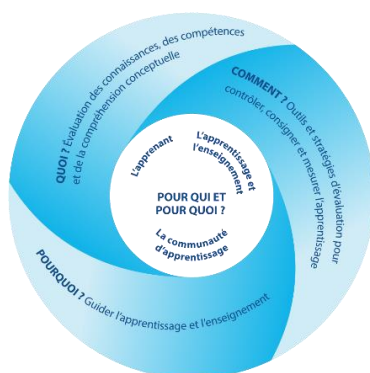 QUOI ? Évaluation des connaissances, des compétences
et de la compréhension conceptuelle
COMMENT ? Outils et stratégies d'évaluation pour
contrôler, consigner et mesurer l'apprentissage
POURQUOI ? Guider l'apprentissage et l'enseignement
L'apprenant
L'apprentissage et
l'enseignement
POUR QUI ET
POUR QUOI ?
La communauté
d'apprentissage